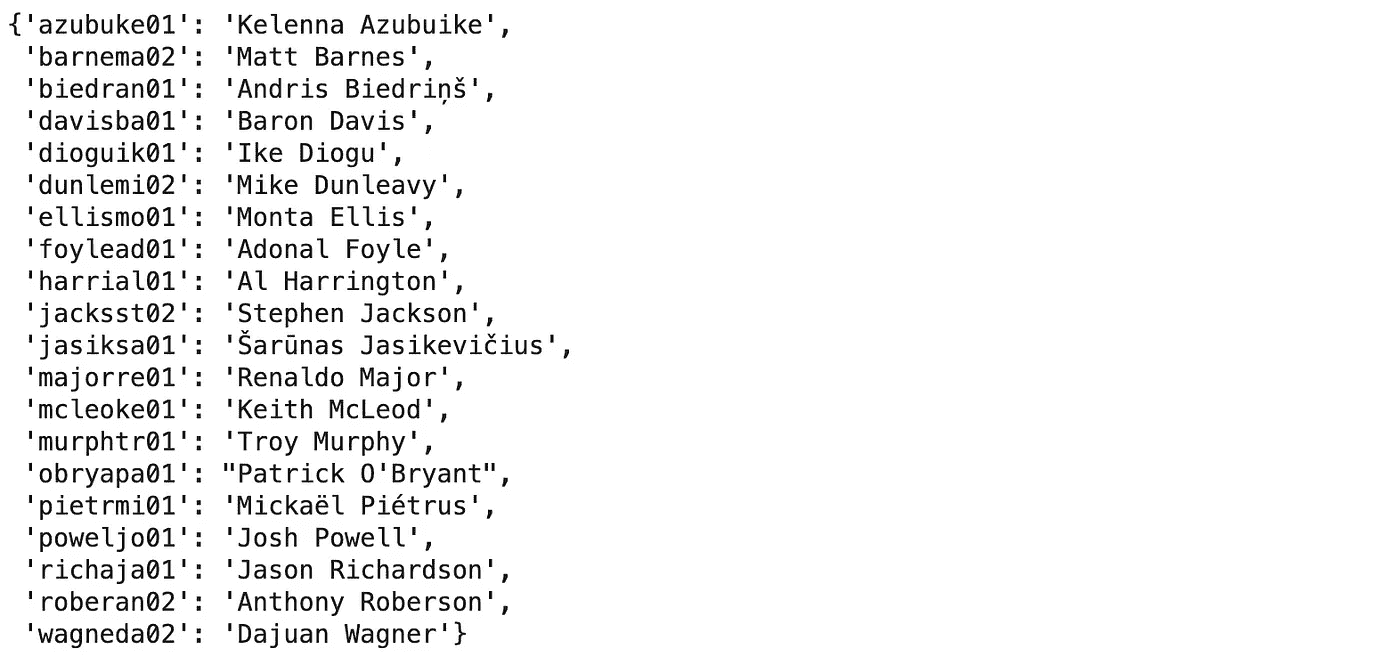 {'azubuke01': 'Kelenna Azubuike',
'barnema02': 'Matt Barnes',
'biedran01': 'Andris Biedriņš',
'davisba01': 'Baron Davis',
'dioguik01': 'Ike Diogu',
'dunlemi02': 'Mike Dunleavy',
'ellismo01': 'Monta Ellis',
'foylead01': 'Adonal Foyle',
'harrial01': 'Al Harrington',
'jacksst02': 'Stephen Jackson',
'jasiksa01': 'Šarūnas Jasikevičius',
'majorre01': 'Renaldo Major',
'mcleoke01': 'Keith McLeod',
'murphtr01': 'Troy Murphy',
'obryapa01': "Patrick O'Bryant",
'pietrmi01': 'Mickaël Piétrus',
'poweljo01': 'Josh Powell',
'richaja01': 'Jason Richardson',
'roberan02': 'Anthony Roberson',
'wagneda02': 'Dajuan Wagner'}